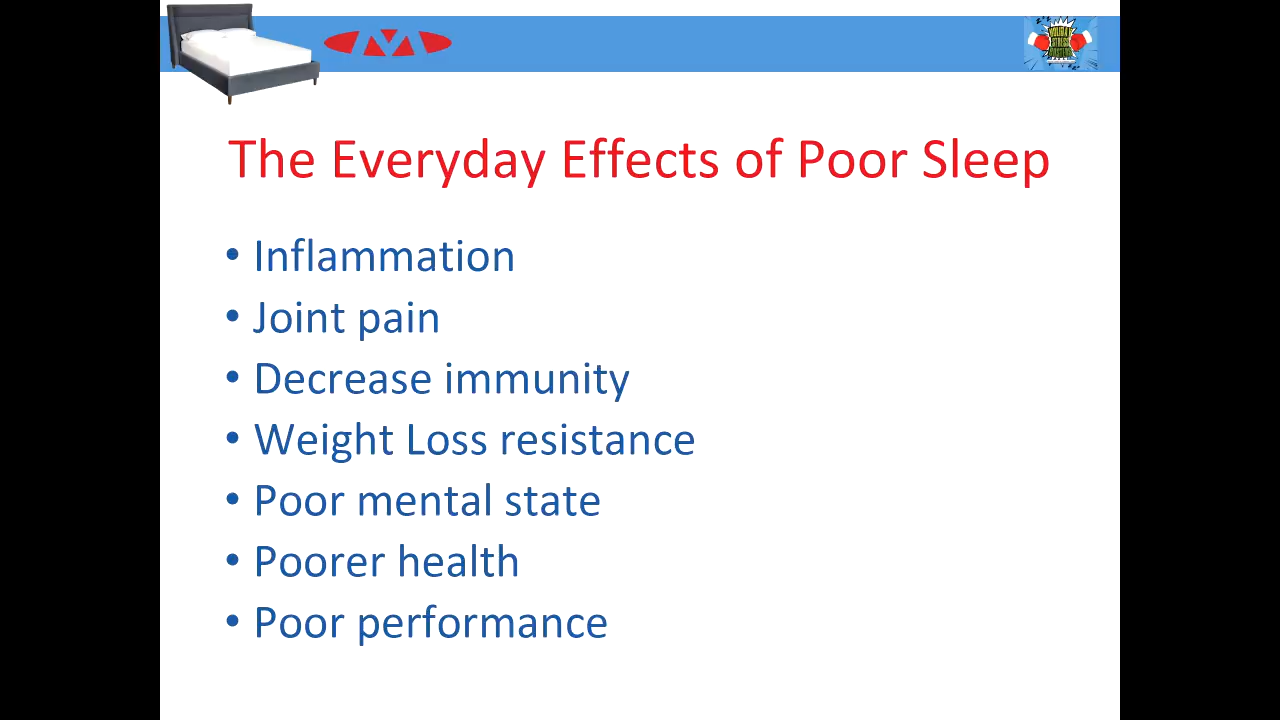 The Everyday Effects of Poor Sleep
• Inflammation
• Joint pain
• Decrease immunity
• Weight Loss resistance
• Poor mental state
• Poorer health
• Poor performance